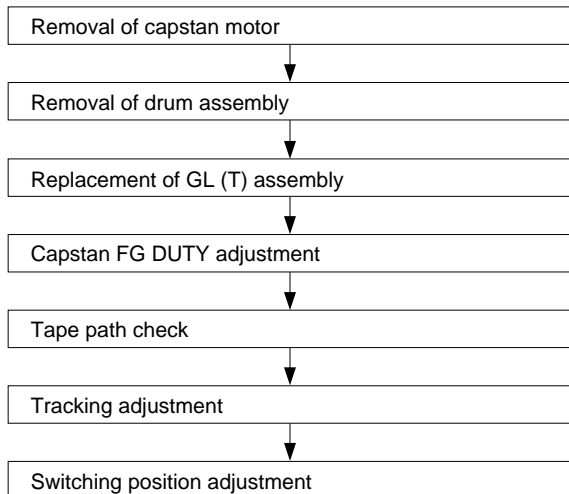 Removal of capstan motor
Removal of drum assembly
Replacement of GL (T) assembly
Capstan FG DUTY adjustment
Tape path check
Tracking adjustment
Switching position adjustment